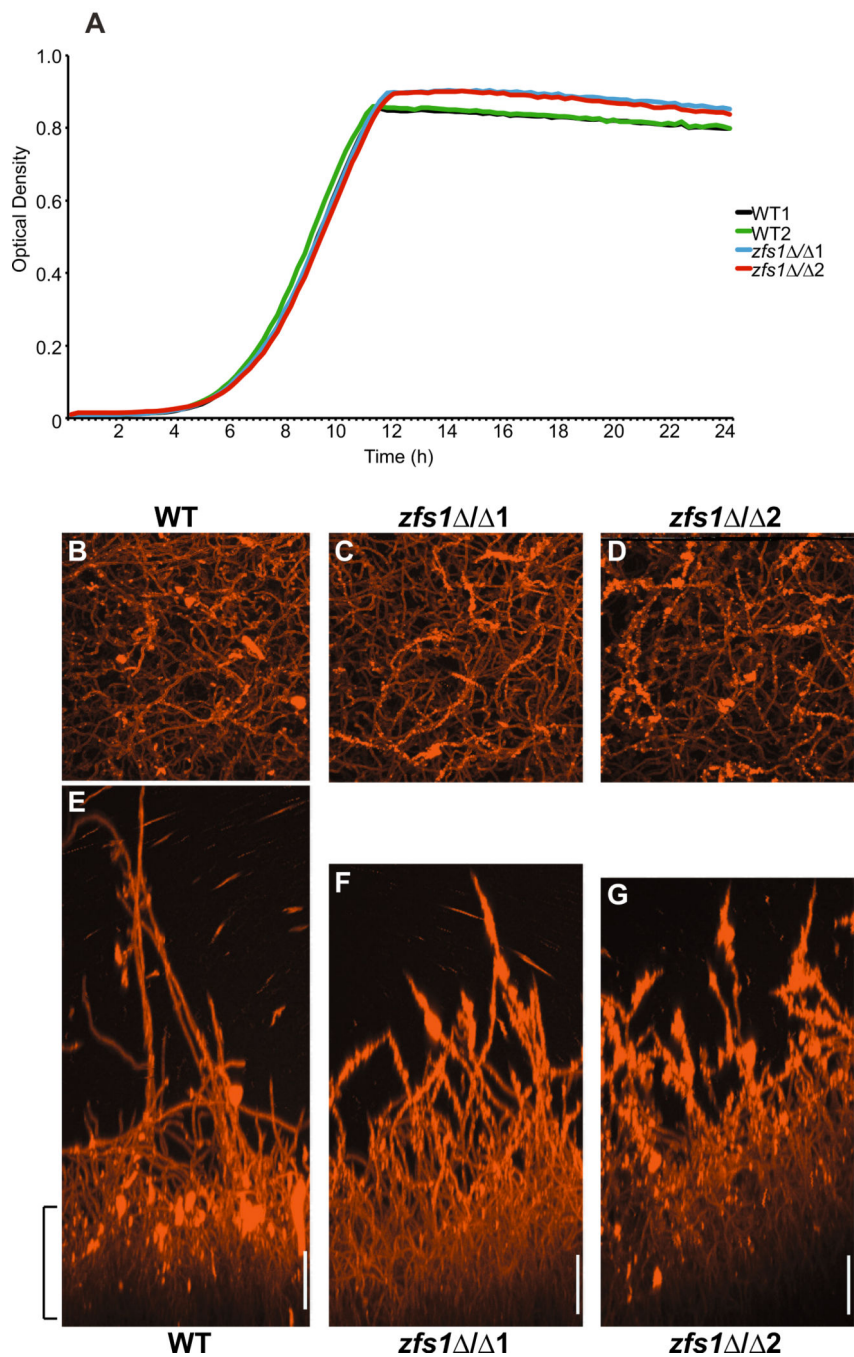 A
1.0
0.8
0.6
0.4
0.2
0
Optical Density
2 4 6 8 10 12 14 16 18 20 22 24
Time (h)
WT1
WT2
zfs1Δ/Δ1
zfs1Δ/Δ2
WT zfs1Δ/Δ1 zfs1Δ/Δ2
B C D
E F G
WT zfs1Δ/Δ1 zfs1Δ/Δ2